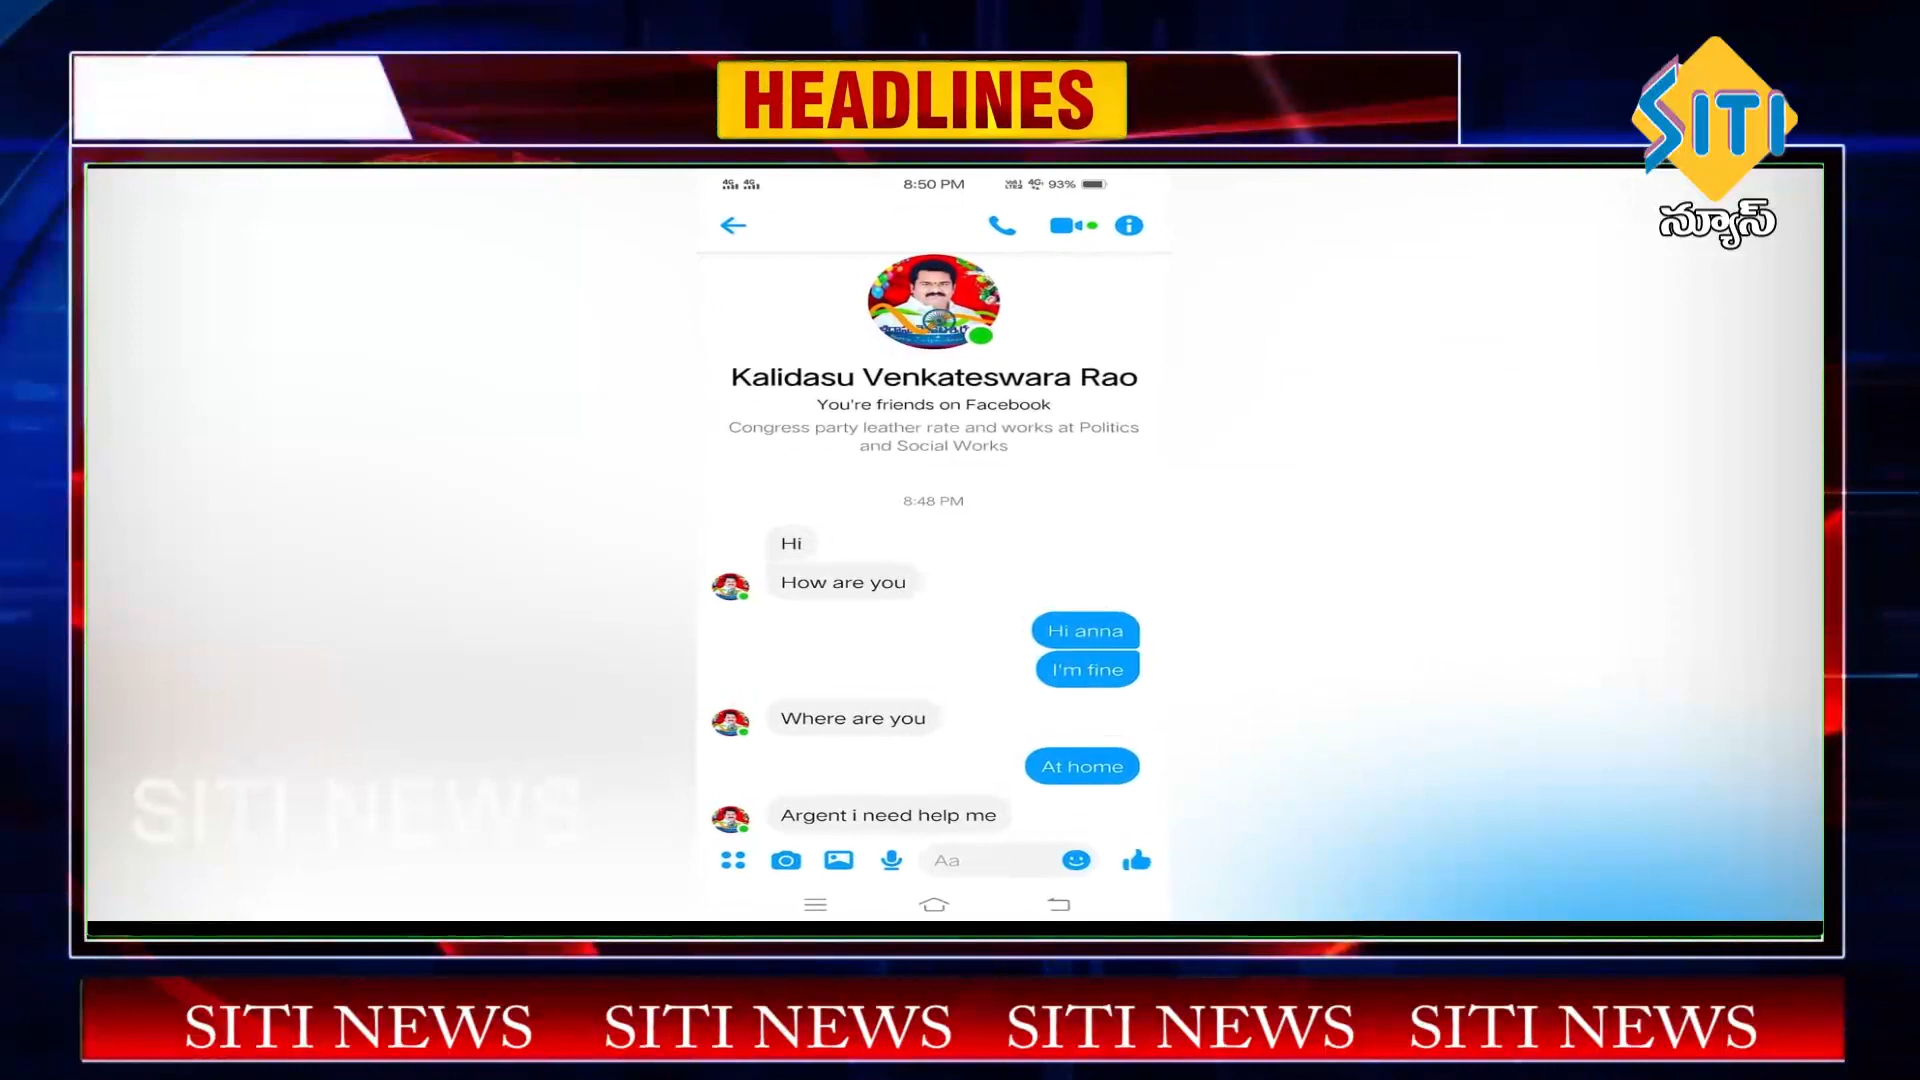 HEADLINES
SITI
న్యూస్
8:50 PM
93%
Kalidasu Venkateswara Rao
You're friends on Facebook
Congress party leather rate and works at Politics
and Social Works
8:48 PM
Hi
How are you
Hi anna
I'm fine
Where are you
At home
Argent i need help me
Aa
SITI NEWS
SITI NEWS SITI NEWS SITI NEWS SITI NEWS